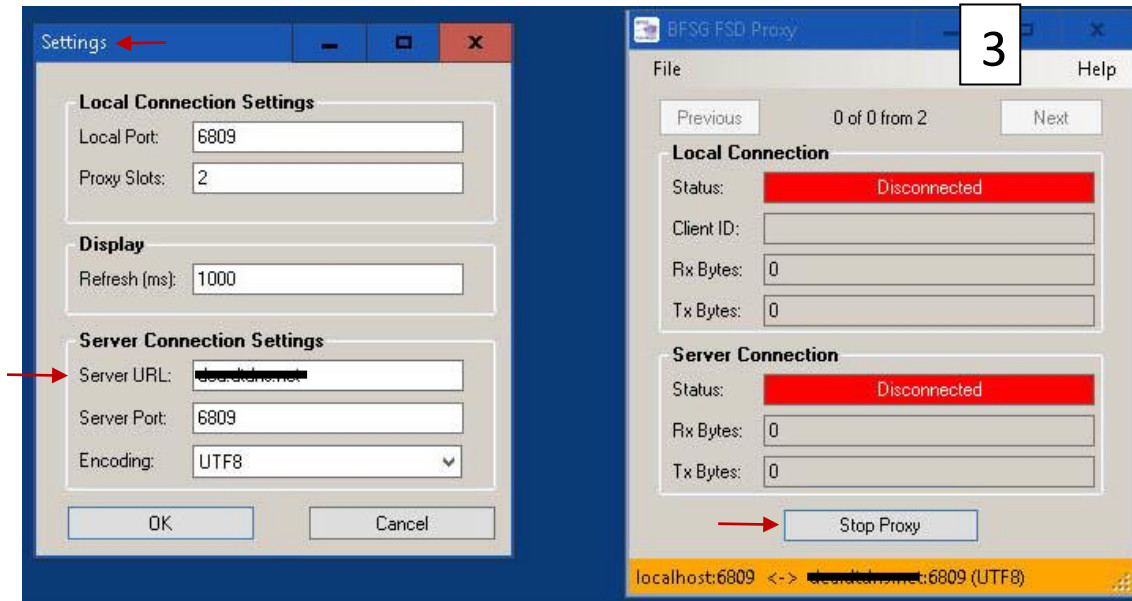 Settings
Local Connection Settings
Local Port: 6809
Proxy Slots: 2
Display
Refresh (ms): 1000
Server Connection Settings
Server URL:
Server Port: 6809
Encoding: UTF8
OK Cancel
BFSG FSD Proxy
3
File Help
Previous 0 of 0 from 2 Next
Local Connection
Status: Disconnected
Client ID:
Rx Bytes: 0
Tx Bytes: 0
Server Connection
Status: Disconnected
Rx Bytes: 0
Tx Bytes: 0
Stop Proxy
localhost:6809 <-> :6809 (UTF8)